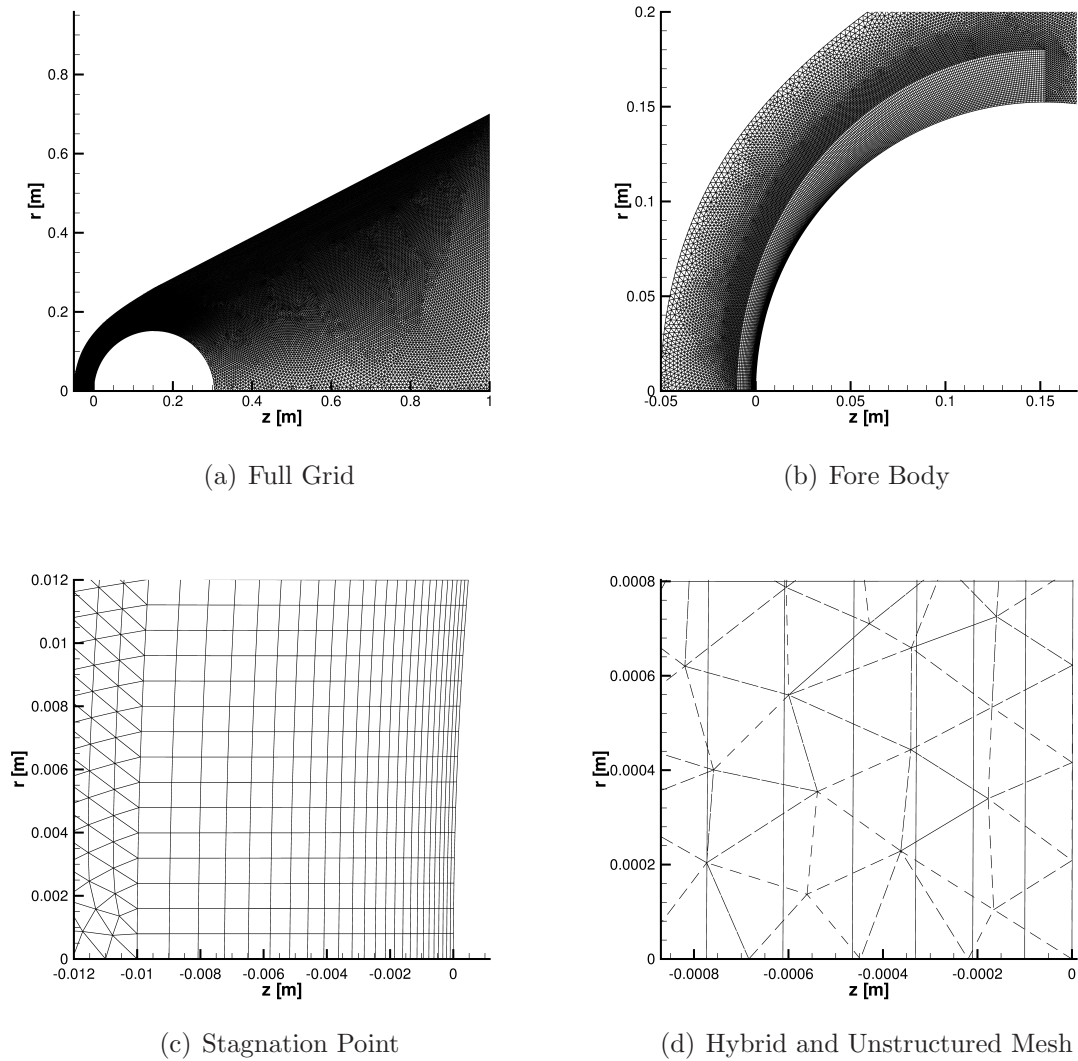 0.8
0.6
0.4
0.2
0
r [m]
0 0.2 0.4 0.6 0.8 1
z [m]
(a) Full Grid
0.2
0.15
0.1
0.05
0
r [m]
-0.05 0 0.05 0.1 0.15
z [m]
(b) Fore Body
0.012
0.01
0.008
0.006
0.004
0.002
0
r [m]
-0.012 -0.01 -0.008 -0.006 -0.004 -0.002 0
z [m]
(c) Stagnation Point
0.0008
0.0006
0.0004
0.0002
0
r [m]
-0.0008 -0.0006 -0.0004 -0.0002 0
z [m]
(d) Hybrid and Unstructured Mesh